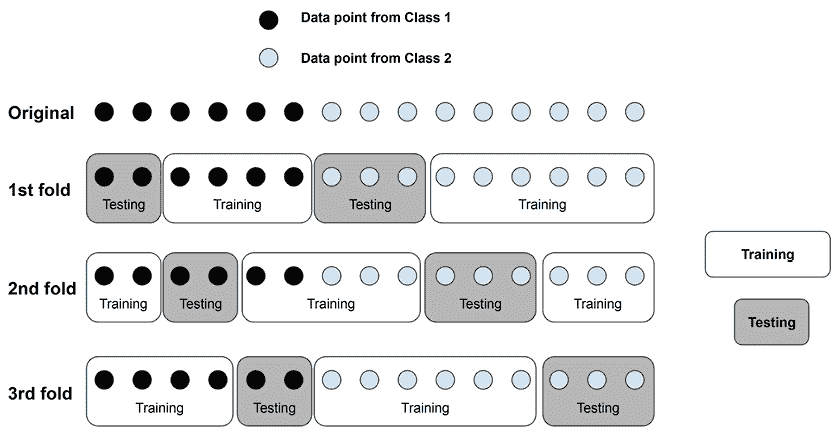 Data point from Class 1
Data point from Class 2
Original
1st fold
Testing
Training
Testing
Training
2nd fold
Training
Testing
Training
Testing
Training
Training
Testing
3rd fold
Training
Testing
Training
Testing